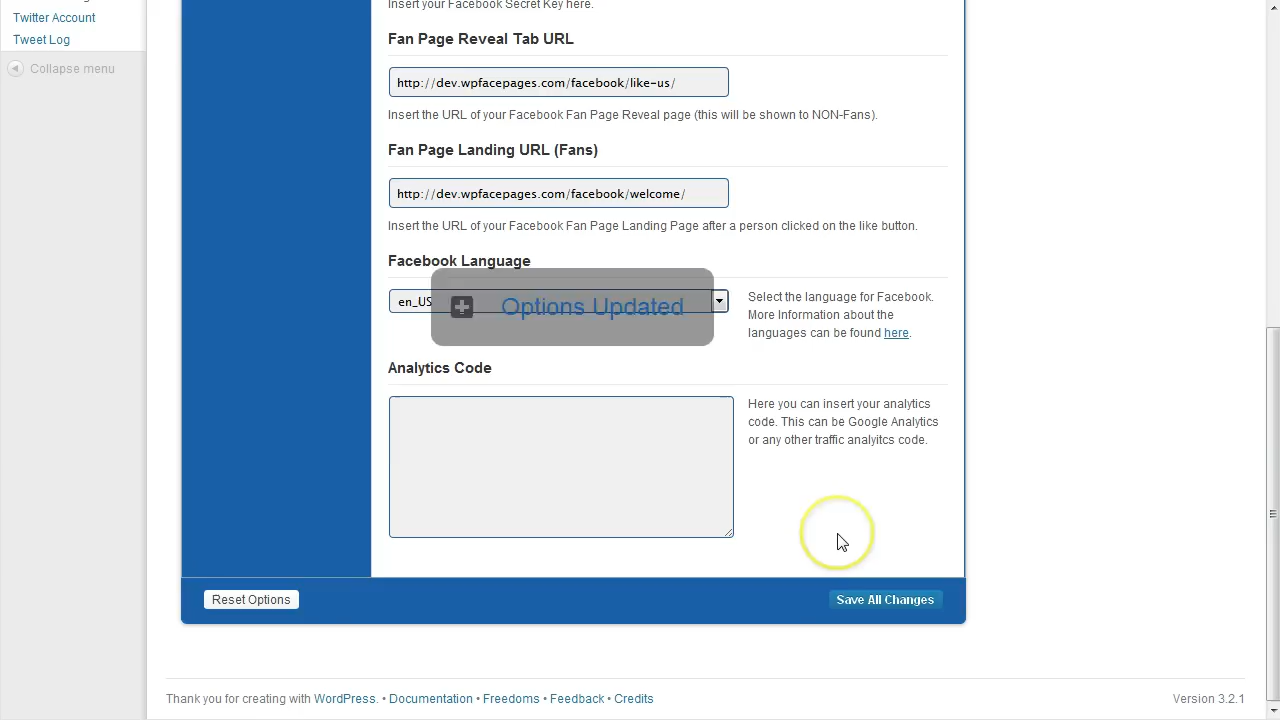 Insert your Facebook Secret Key here.
Twitter Account
Tweet Log
Collapse menu
Fan Page Reveal Tab URL
http://dev.wpfacepages.com/facebook/like-us/
Insert the URL of your Facebook Fan Page Reveal page (this will be shown to NON-Fans).
Fan Page Landing URL (Fans)
http://dev.wpfacepages.com/facebook/welcome/
Insert the URL of your Facebook Fan Page Landing Page after a person clicked on the like button.
Facebook Language
en_US
Options Updated
Select the language for Facebook.
More Information about the
languages can be found here.
Analytics Code
Here you can insert your analytics
code. This can be Google Analytics
or any other traffic analyitcs code.
Reset Options
Save All Changes
Thank you for creating with WordPress. • Documentation • Freedoms • Feedback • Credits
Version 3.2.1